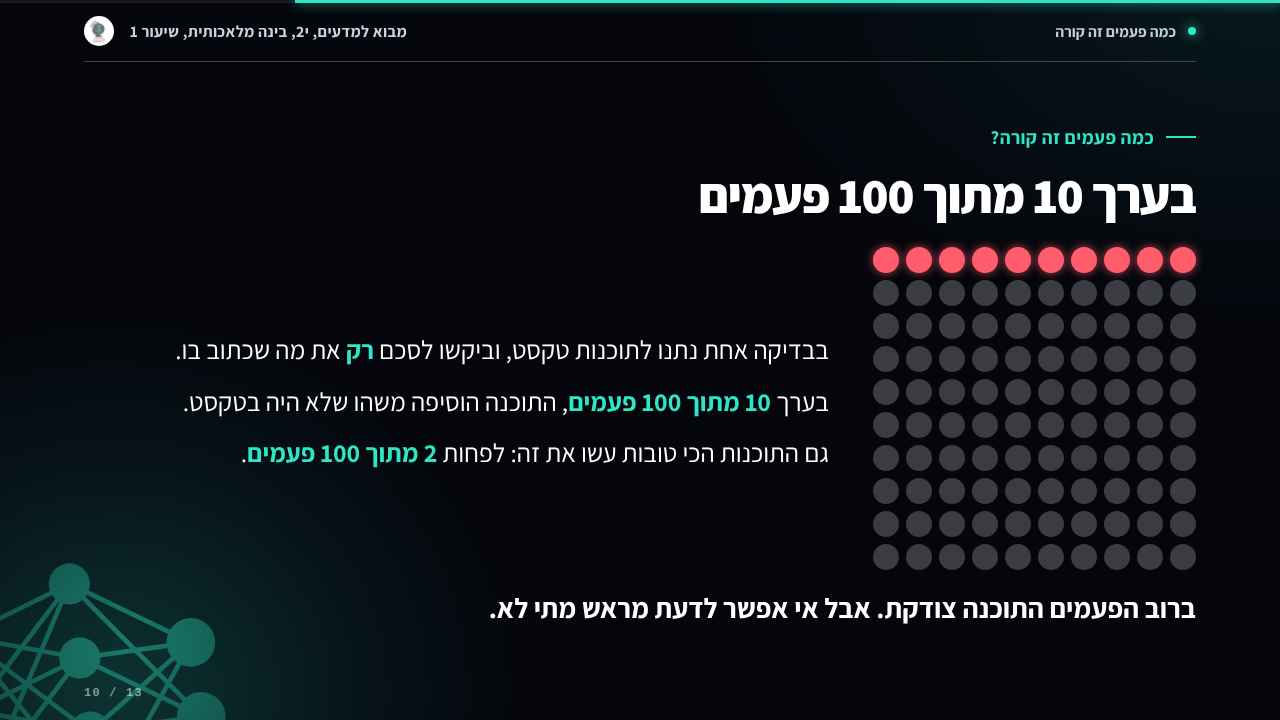 כמה פעמים זה קורה
מבוא למדעים, י2, בינה מלאכותית, שיעור 1
כמה פעמים זה קורה?
בערך 10 מתוך 100 פעמים
בבדיקה אחת נתנו לתוכנות טקסט, וביקשו לסכם רק את מה שכתוב בו.
בערך 10 מתוך 100 פעמים, התוכנה הוסיפה משהו שלא היה בטקסט.
גם התוכנות הכי טובות עשו את זה: לפחות 2 מתוך 100 פעמים.
ברוב הפעמים התוכנה צודקת. אבל אי אפשר לדעת מראש מתי לא.
10 / 13